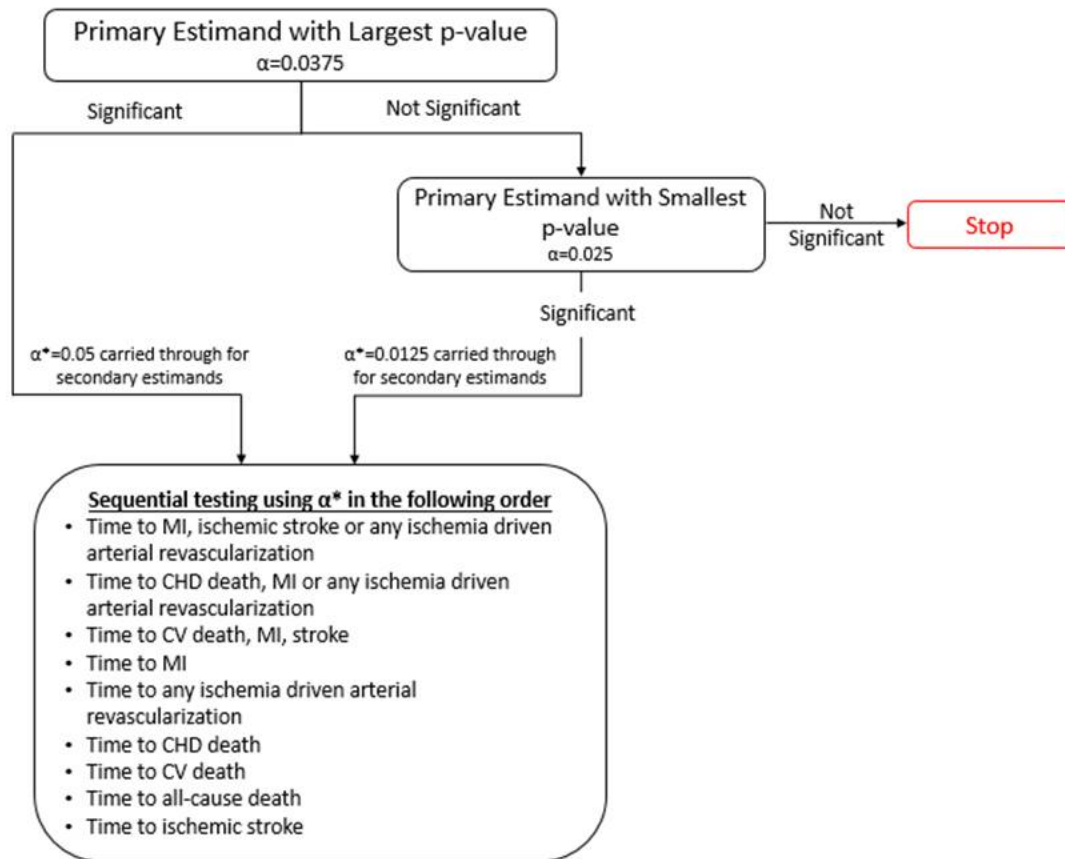 Primary Estimand with Largest p-value
α=0.0375
Significant
Not Significant
Primary Estimand with Smallest
p-value
α=0.025
Not
Significant
Stop
Significant
α*=0.05 carried through for
secondary estimands
α*=0.0125 carried through
for secondary estimands
Sequential testing using α* in the following order
• Time to MI, ischemic stroke or any ischemia driven
arterial revascularization
• Time to CHD death, MI or any ischemia driven
arterial revascularization
• Time to CV death, MI, stroke
• Time to MI
• Time to any ischemia driven arterial
revascularization
• Time to CHD death
• Time to CV death
• Time to all-cause death
• Time to ischemic stroke